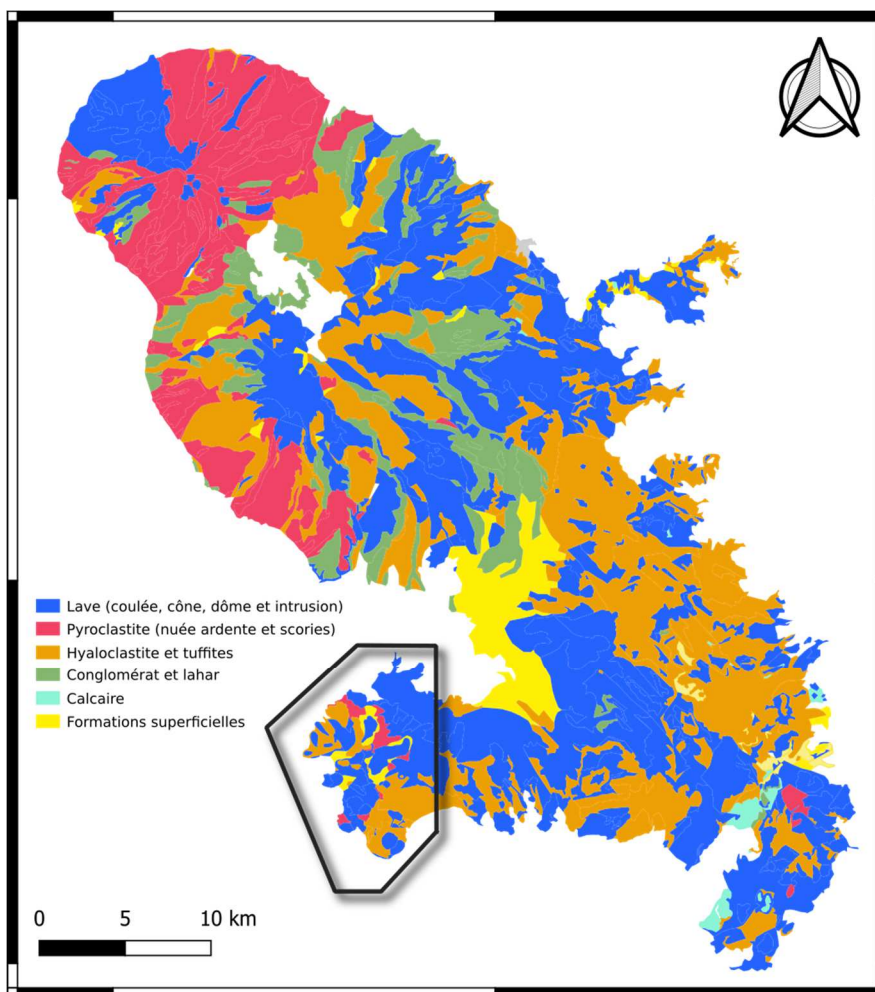 Lave (coulée, cône, dôme et intrusion)
Pyroclastite (nuée ardente et scories)
Hyaloclastite et tuffites
Conglomérat et lahar
Calcaire
Formations superficielles
0 5 10 km